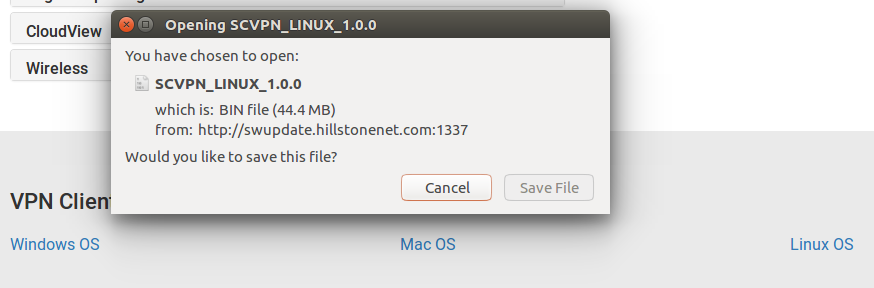 Opening SCVPN_LINUX_1.0.0
CloudView
Wireless
You have chosen to open:
SCVPN_LINUX_1.0.0
which is: BIN file (44.4 MB)
from: http://swupdate.hillstonenet.com:1337
Would you like to save this file?
Cancel
Save File
VPN Client
Windows OS
Mac OS
Linux OS